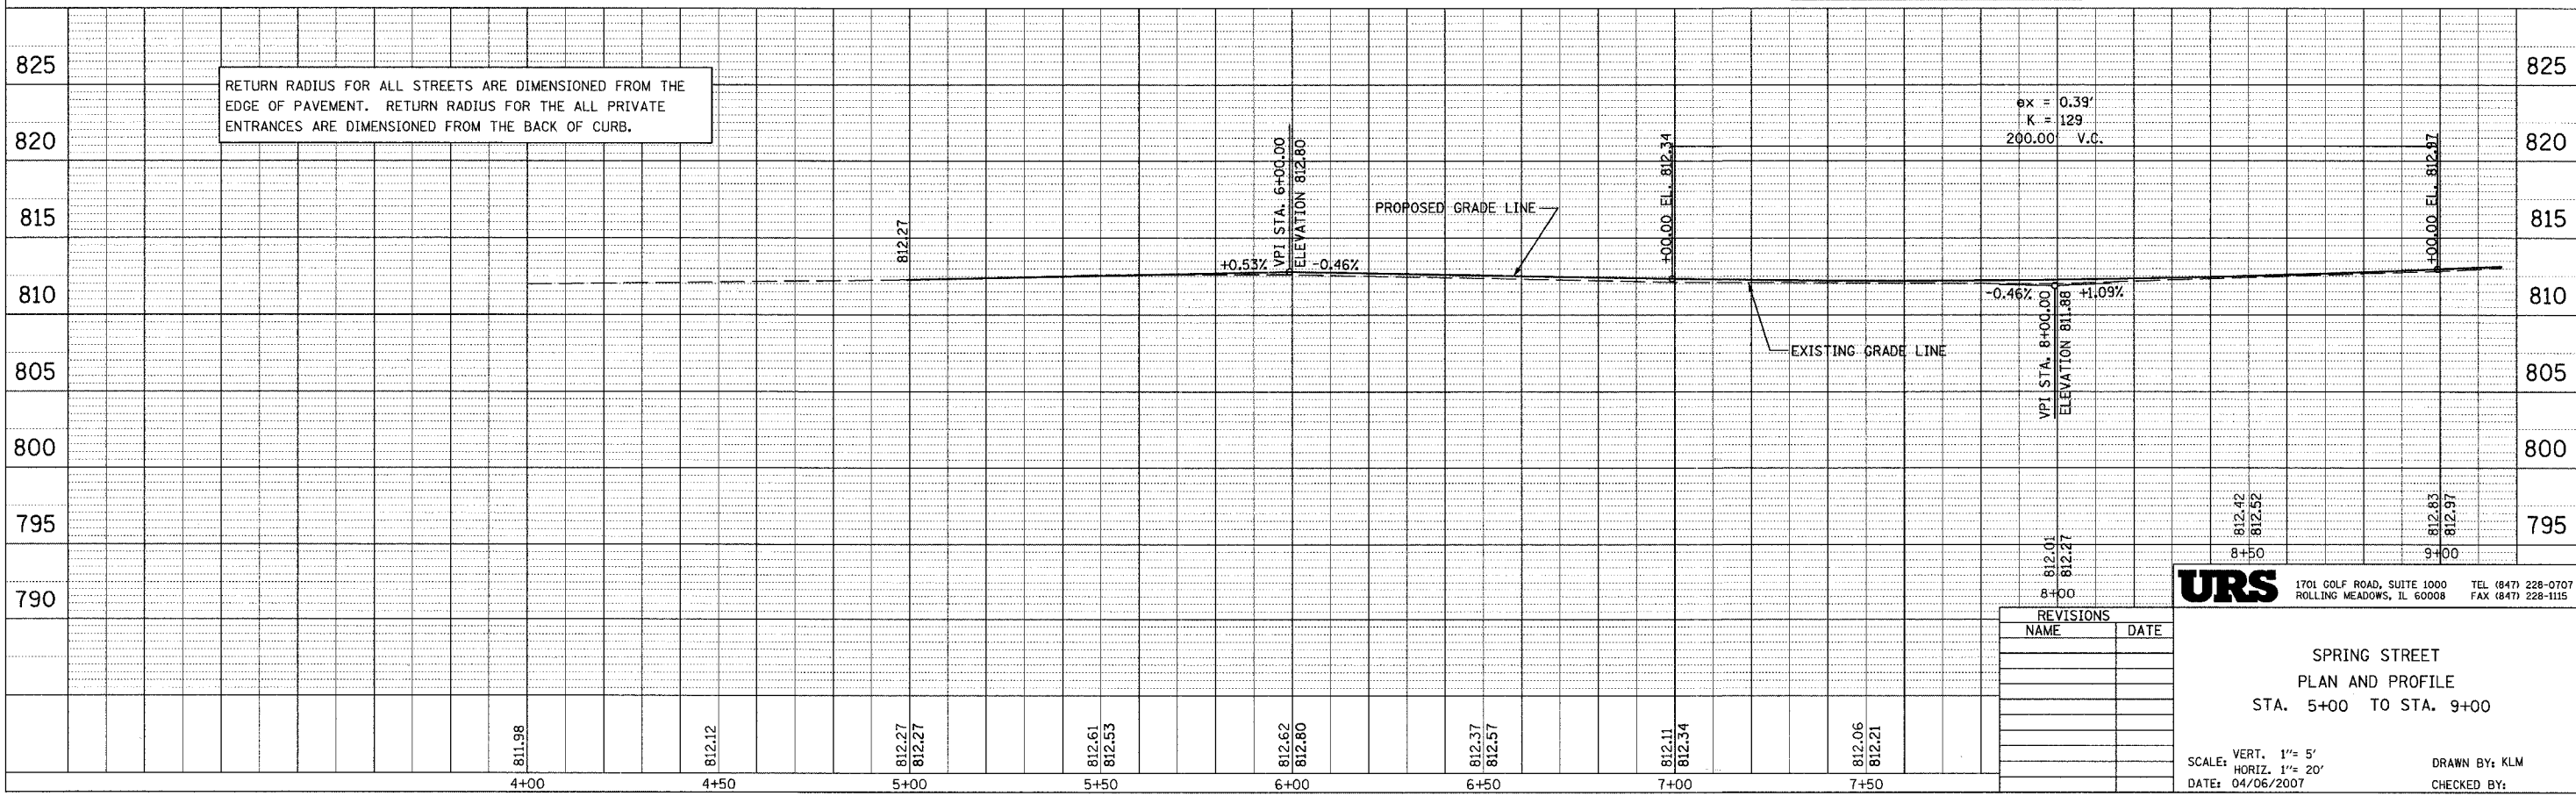 825
820
815
810
805
800
795
790
RETURN RADIUS FOR ALL STREETS ARE DIMENSIONED FROM THE
EDGE OF PAVEMENT. RETURN RADIUS FOR THE ALL PRIVATE
ENTRANCES ARE DIMENSIONED FROM THE BACK OF CURB.
812.27
+0.53%
VPI STA. 6+00.00
ELEVATION 812.80
-0.46%
PROPOSED GRADE LINE
+00.00 EL. 812.34
EXISTING GRADE LINE
ex = 0.39'
K = 129
200.00' V.C.
-0.46%
VPI STA. 8+00.00
ELEVATION 811.88
+1.09%
+00.00 EL. 812.97
825
820
815
810
805
800
795
811.98
4+00
812.12
4+50
812.27
812.27
5+00
812.61
812.53
5+50
812.62
812.80
6+00
812.37
812.57
6+50
812.11
812.34
7+00
812.06
812.21
7+50
812.01
812.27
8+00
812.42
812.52
8+50
812.83
812.97
9+00
REVISIONS
NAME DATE
URS
1701 GOLF ROAD, SUITE 1000 TEL (847) 228-0707
ROLLING MEADOWS, IL 60008 FAX (847) 228-1115
SPRING STREET
PLAN AND PROFILE
STA. 5+00 TO STA. 9+00
SCALE: VERT. 1"= 5'
HORIZ. 1"= 20'
DATE: 04/06/2007
DRAWN BY: KLM
CHECKED BY: